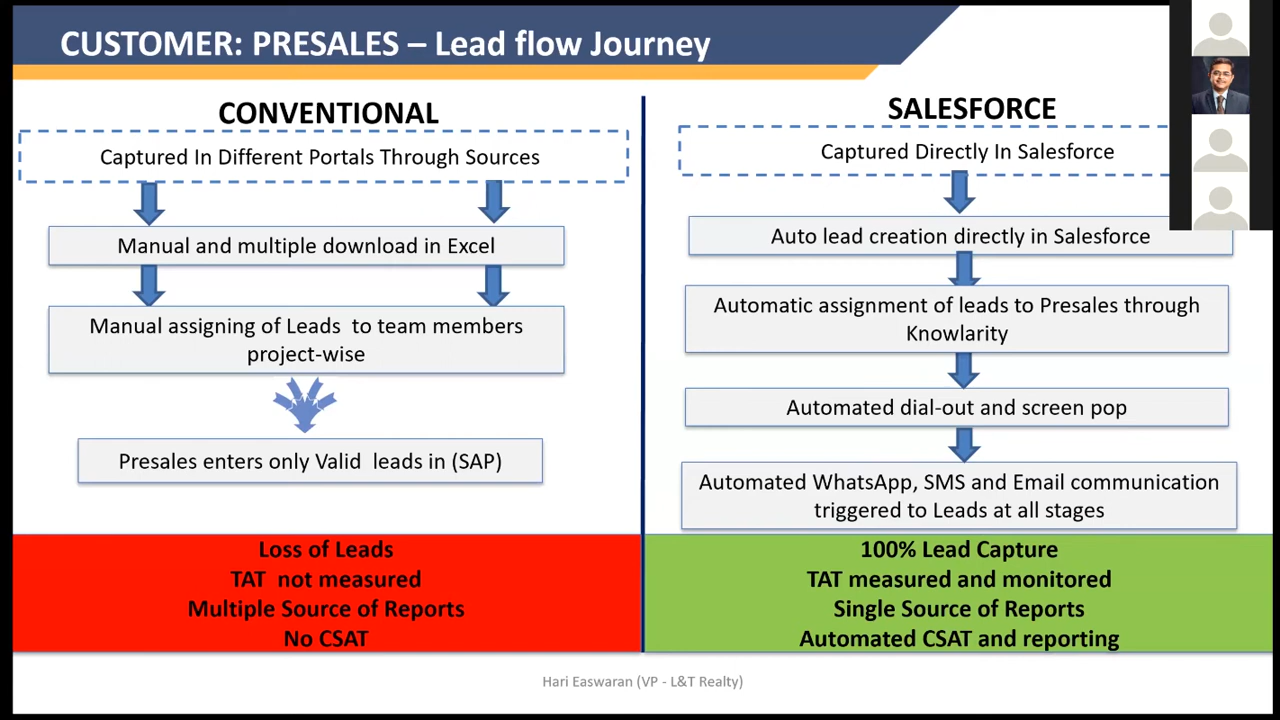 CUSTOMER: PRESALES – Lead flow Journey
CONVENTIONAL
Captured In Different Portals Through Sources
Manual and multiple download in Excel
Manual assigning of Leads to team members
project-wise
Presales enters only Valid leads in (SAP)
Loss of Leads
TAT not measured
Multiple Source of Reports
No CSAT
SALESFORCE
Captured Directly In Salesforce
Auto lead creation directly in Salesforce
Automatic assignment of leads to Presales through
Knowlarity
Automated dial-out and screen pop
Automated WhatsApp, SMS and Email communication
triggered to Leads at all stages
100% Lead Capture
TAT measured and monitored
Single Source of Reports
Automated CSAT and reporting
Hari Easwaran (VP - L&T Realty)